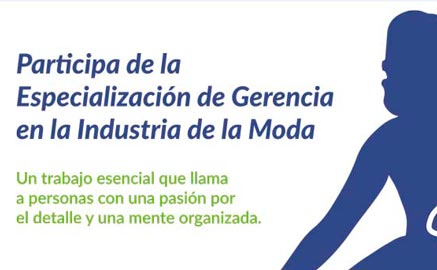 Participa de la
Especialización de Gerencia
en la Industria de la Moda
Un trabajo esencial que llama
a personas con una pasión por
el detalle y una mente organizada.